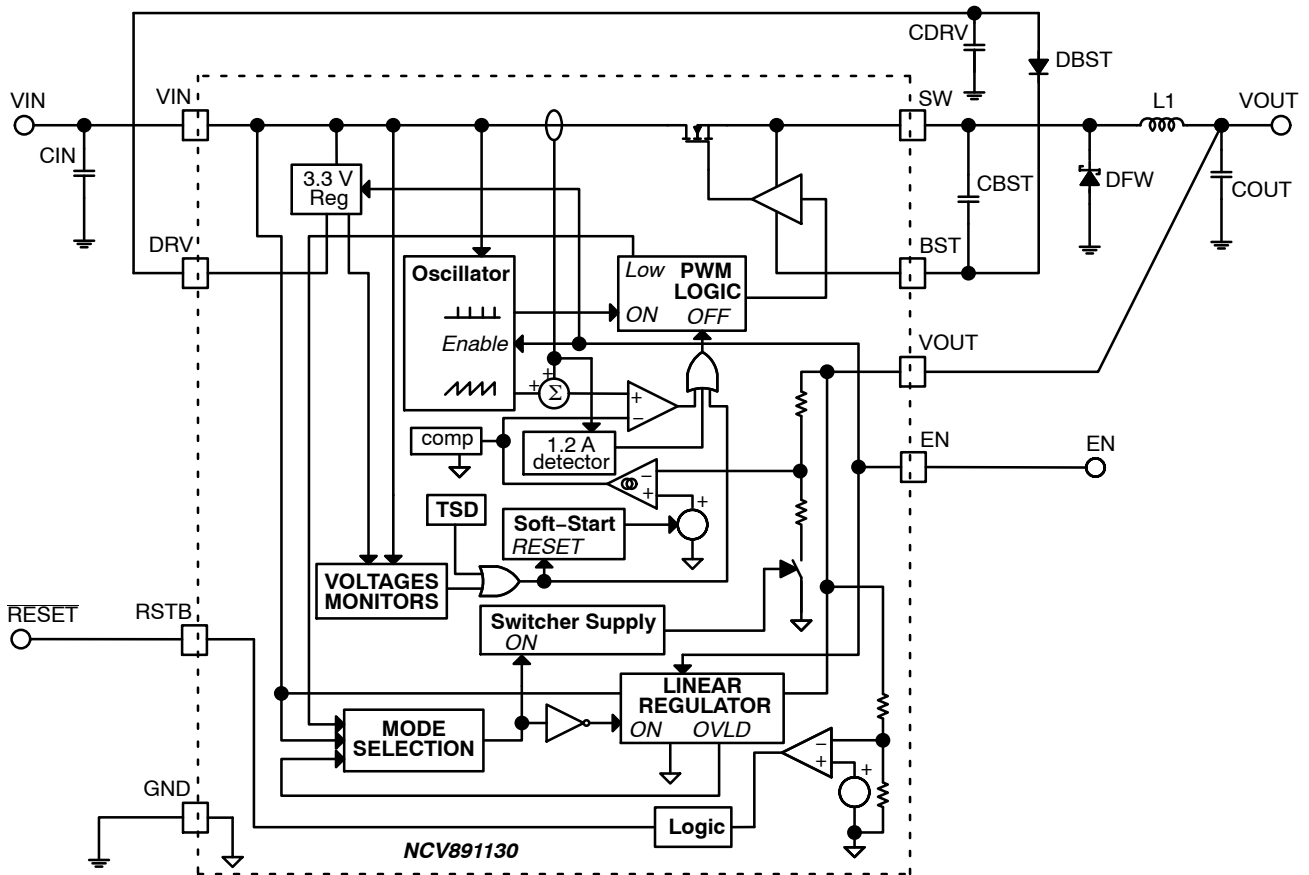 CDRV
DBST
VIN
VIN
SW
L1
VOUT
CIN
3.3 V
Reg
CBST
DFW
COUT
DRV
BST
Oscillator
Low
PWM
LOGIC
ON
OFF
Enable
VOUT
+
+
Σ
+
−
comp
1.2 A
detector
EN
EN
−
+
+
TSD
Soft−Start
RESET
VOLTAGES
MONITORS
RESET
RSTB
Switcher Supply
ON
LINEAR
REGULATOR
ON
OVLD
MODE
SELECTION
−
+
+
GND
Logic
NCV891130